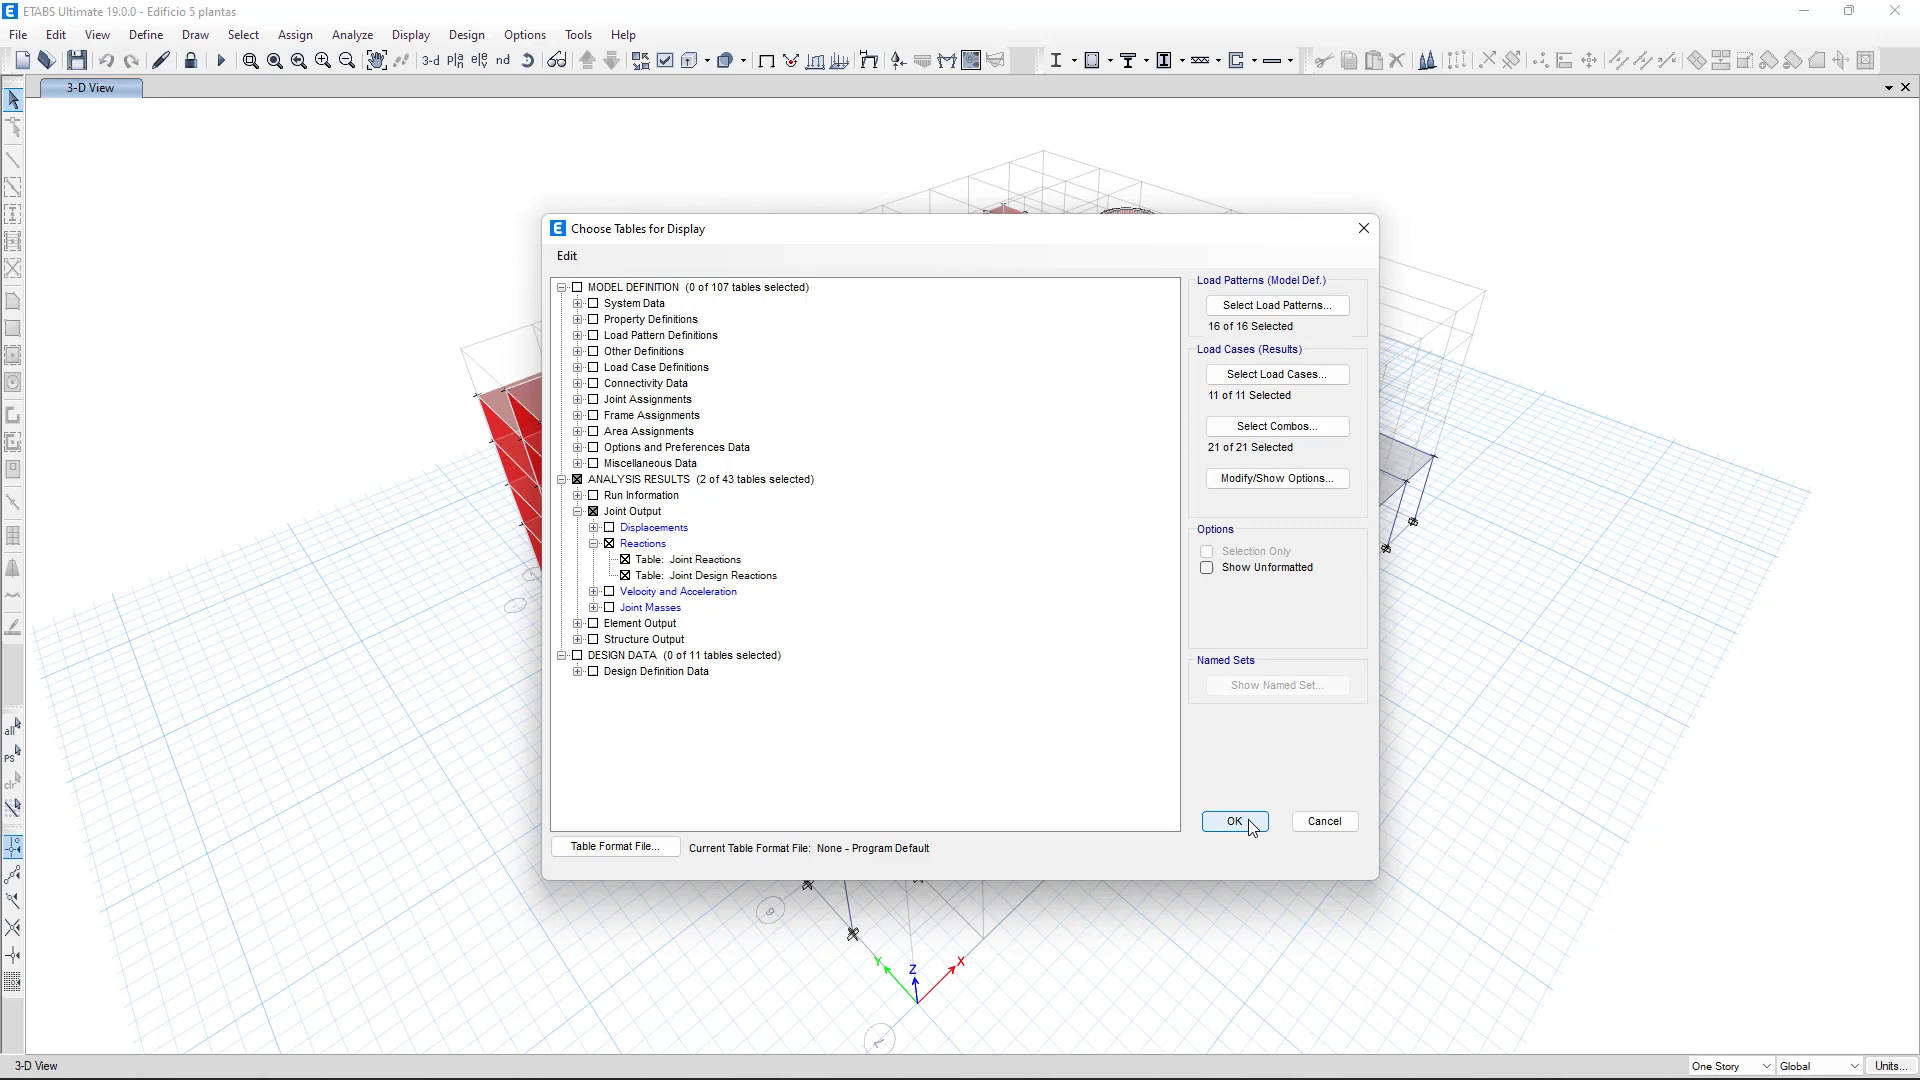 ETABS Ultimate 19.0.0 - Edificio 5 plantas
File Edit View Define Draw Select Assign Analyze Display Design Options Tools Help
3-d nd
3-D View
Choose Tables for Display
Edit
MODEL DEFINITION (0 of 107 tables selected)
System Data
Property Definitions
Load Pattern Definitions
Other Definitions
Load Case Definitions
Connectivity Data
Joint Assignments
Frame Assignments
Area Assignments
Options and Preferences Data
Miscellaneous Data
ANALYSIS RESULTS (2 of 43 tables selected)
Run Information
Joint Output
Displacements
Reactions
Table: Joint Reactions
Table: Joint Design Reactions
Velocity and Acceleration
Joint Masses
Element Output
Structure Output
DESIGN DATA (0 of 11 tables selected)
Design Definition Data
Load Patterns (Model Def.)
Select Load Patterns...
16 of 16 Selected
Load Cases (Results)
Select Load Cases...
11 of 11 Selected
Select Combos...
21 of 21 Selected
Modify/Show Options...
Options
Selection Only
Show Unformatted
Named Sets
Show Named Set...
OK Cancel
Table Format File... Current Table Format File: None - Program Default
all
PS
clr
Y Z X
3-D View
One Story Global Units...